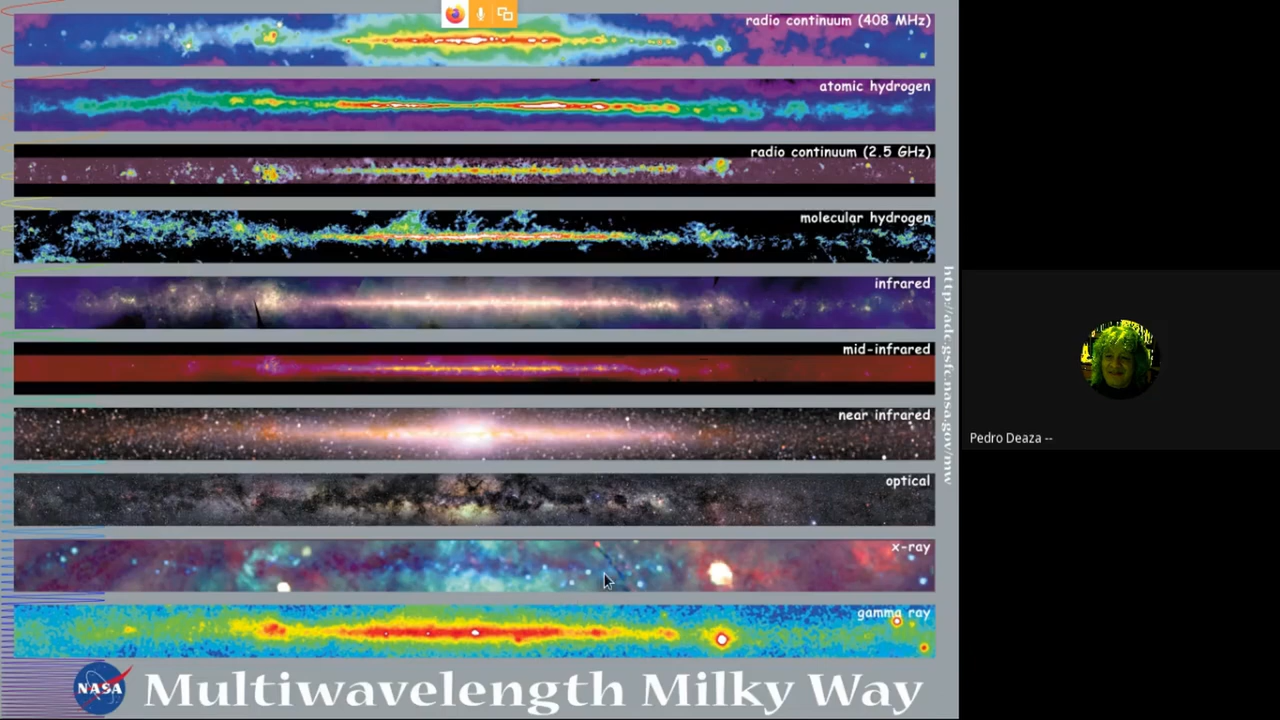 radio continuum (408 MHz)
atomic hydrogen
radio continuum (2.5 GHz)
molecular hydrogen
infrared
mid-infrared
near infrared
optical
x-ray
gamma ray
http://adc.gsfc.nasa.gov/mw
NASA
Multiwavelength Milky Way
Pedro Deaza --